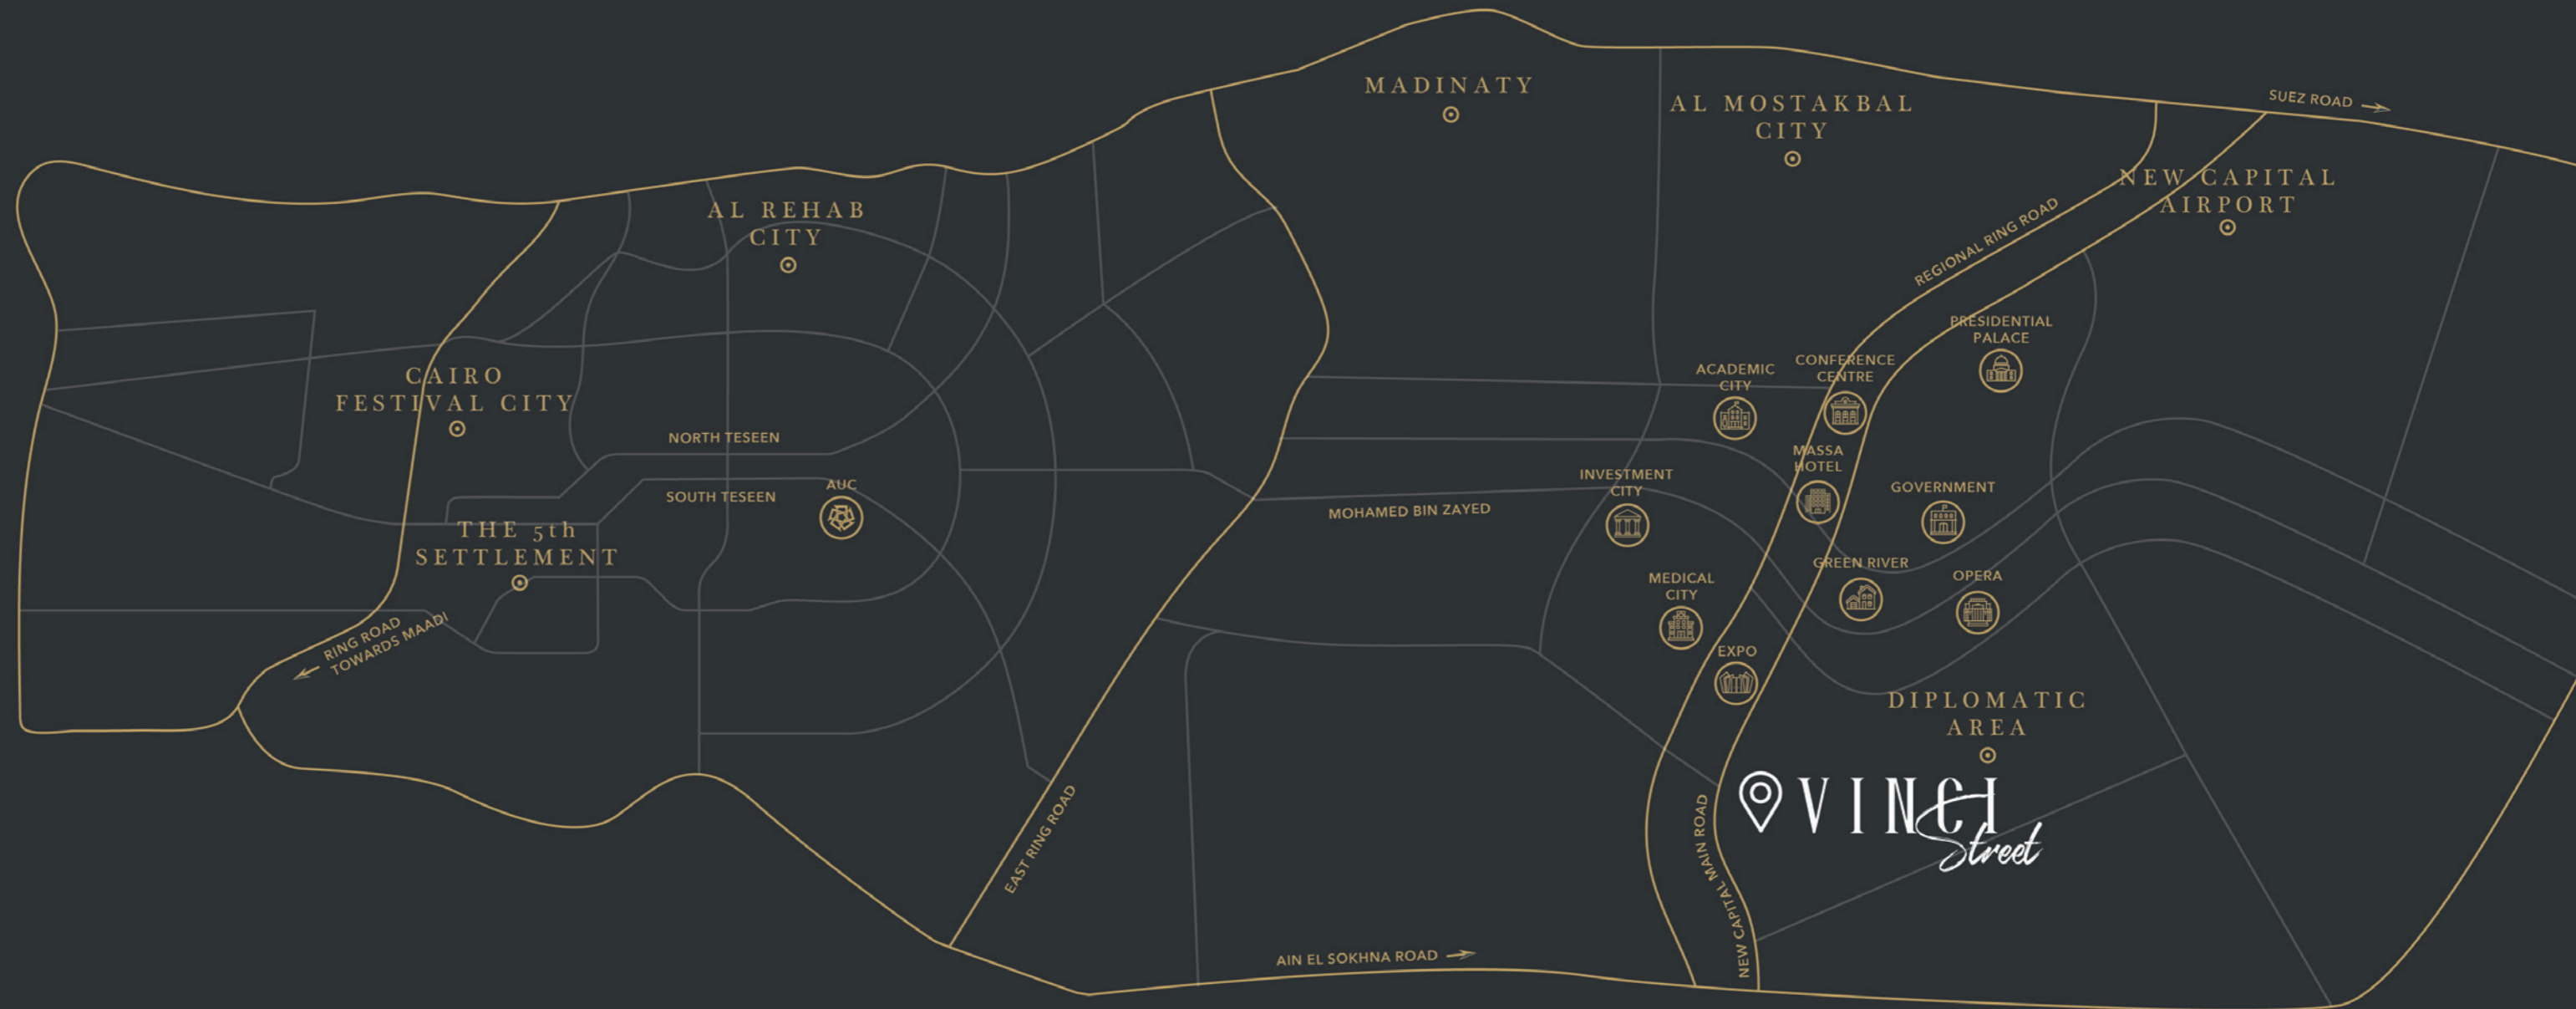 MADINATY
AL MOSTAKBAL
CITY
SUEZ ROAD
NEW CAPITAL
AIRPORT
REGIONAL RING ROAD
AL REHAB
CITY
PRESIDENTIAL
PALACE
CONFERENCE
CENTRE
ACADEMIC
CITY
CAIRO
FESTIVAL CITY
NORTH TESEEN
MASSA
HOTEL
SOUTH TESEEN
AUC
INVESTMENT
CITY
GOVERNMENT
MOHAMED BIN ZAYED
THE 5th
SETTLEMENT
GREEN RIVER
OPERA
MEDICAL
CITY
RING ROAD
TOWARDS MAADI
EXPO
DIPLOMATIC
AREA
VINCI
Street
EAST RING ROAD
NEW CAPITAL MAIN ROAD
AIN EL SOKHNA ROAD